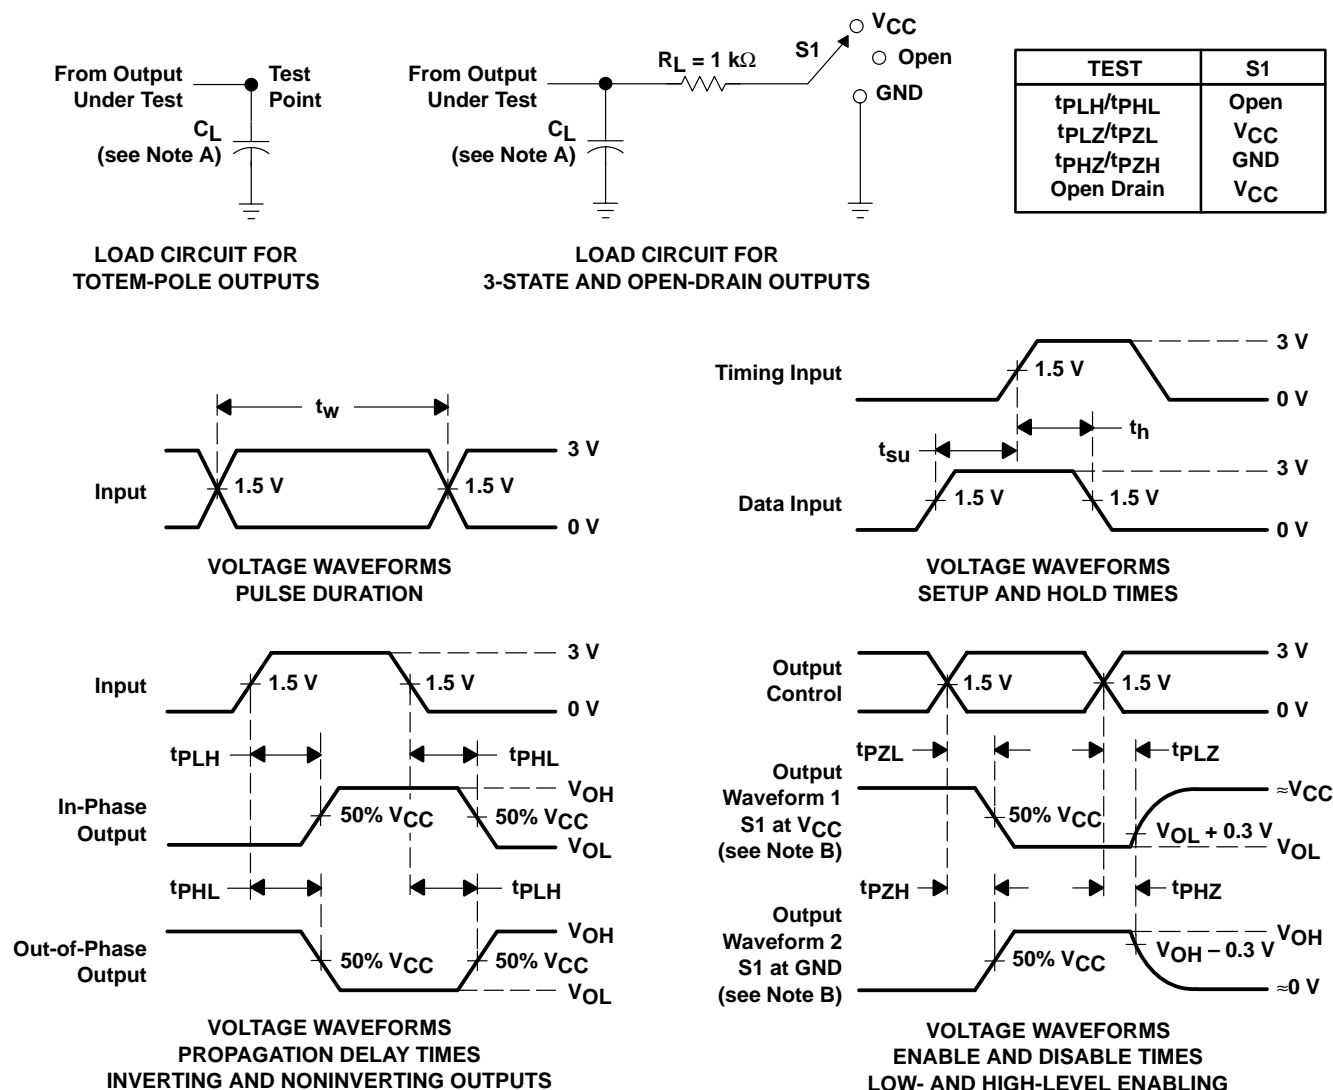 From Output
Under Test
Test
Point
CL
(see Note A)
LOAD CIRCUIT FOR
TOTEM-POLE OUTPUTS
From Output
Under Test
RL = 1 kΩ
S1
VCC
Open
GND
CL
(see Note A)
LOAD CIRCUIT FOR
3-STATE AND OPEN-DRAIN OUTPUTS
TEST S1
tPLH/tPHL Open
tPLZ/tPZL VCC
tPHZ/tPZH GND
Open Drain VCC
tw
3 V
Input
1.5 V
1.5 V
0 V
VOLTAGE WAVEFORMS
PULSE DURATION
3 V
Timing Input
1.5 V
0 V
th
tsu
3 V
Data Input
1.5 V
1.5 V
0 V
VOLTAGE WAVEFORMS
SETUP AND HOLD TIMES
3 V
Input
1.5 V
1.5 V
0 V
tPLH
tPHL
In-Phase
Output
50% VCC
50% VCC
VOH
VOL
tPHL
tPLH
Out-of-Phase
Output
50% VCC
50% VCC
VOH
VOL
VOLTAGE WAVEFORMS
PROPAGATION DELAY TIMES
INVERTING AND NONINVERTING OUTPUTS
3 V
Output
Control
1.5 V
1.5 V
0 V
tPZL
tPLZ
Output
Waveform 1
S1 at VCC
(see Note B)
50% VCC
≈VCC
VOL + 0.3 V
VOL
tPZH
tPHZ
Output
Waveform 2
S1 at GND
(see Note B)
50% VCC
VOH
VOH – 0.3 V
≈0 V
VOLTAGE WAVEFORMS
ENABLE AND DISABLE TIMES
LOW- AND HIGH-LEVEL ENABLING